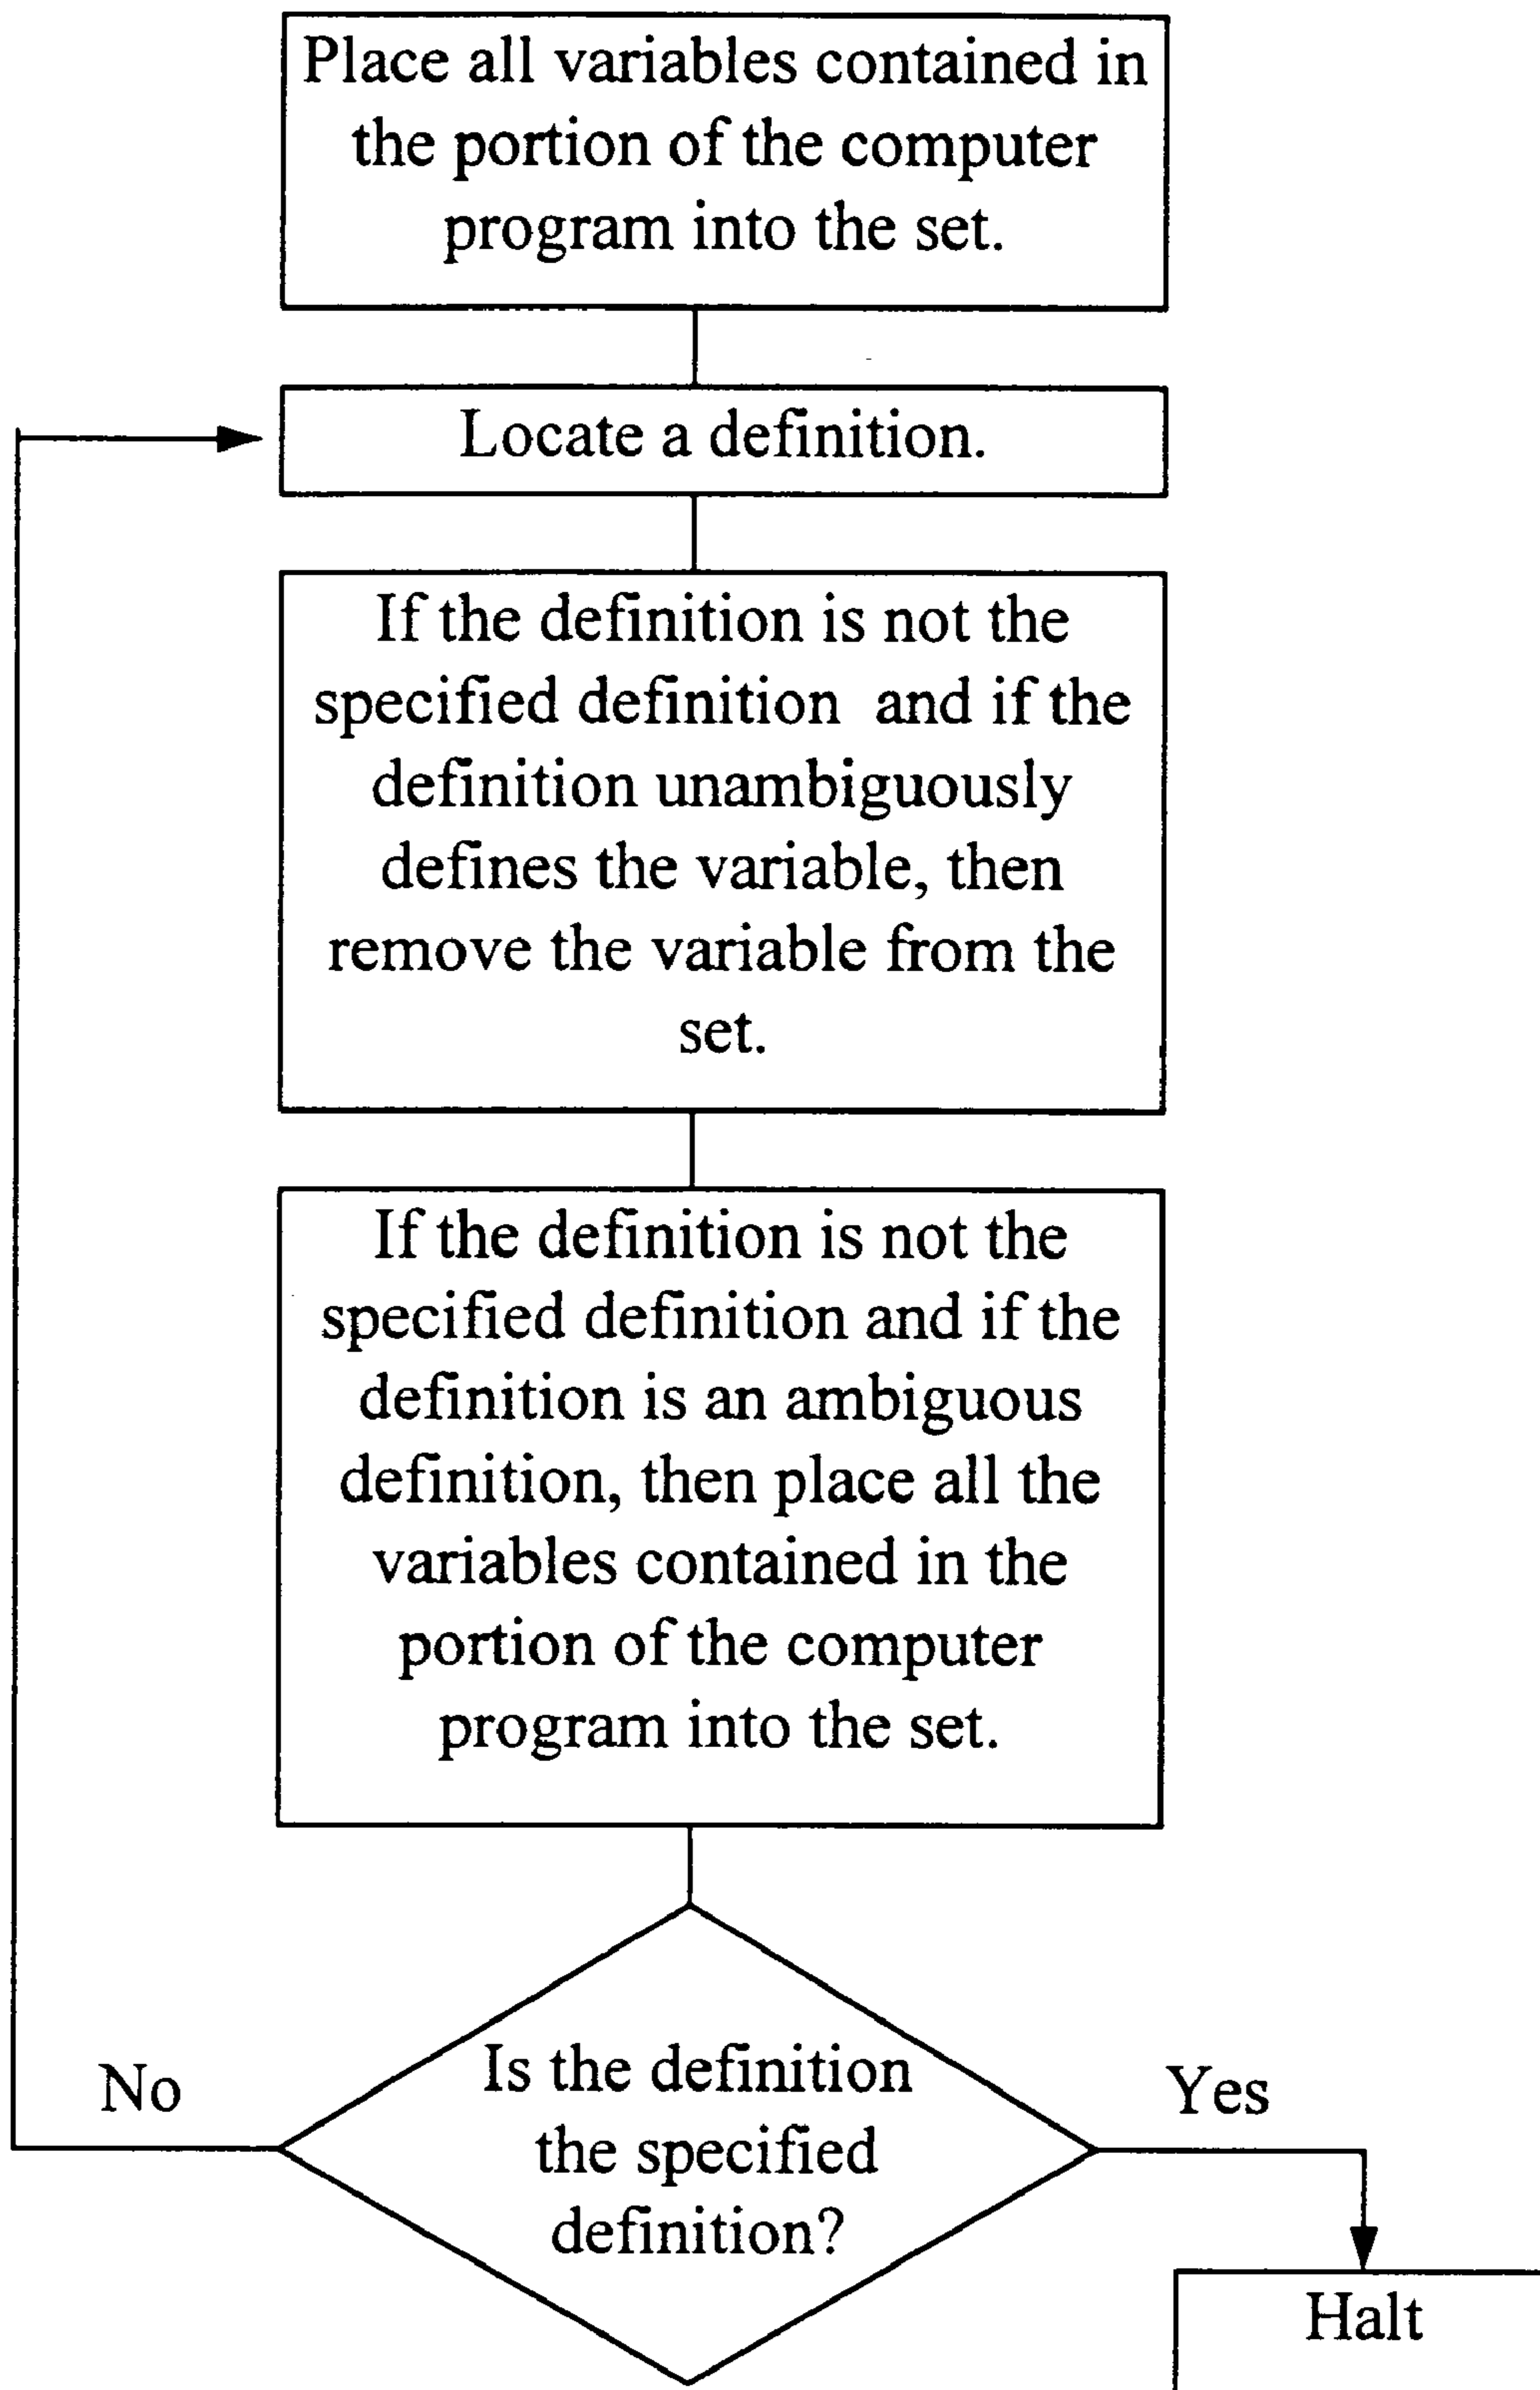 Place all variables contained in
the portion of the computer
program into the set.
Locate a definition.
If the definition is not the
specified definition and if the
definition unambiguously
defines the variable, then
remove the variable from the
set.
If the definition is not the
specified definition and if the
definition is an ambiguous
definition, then place all the
variables contained in the
portion of the computer
program into the set.
Is the definition
the specified
definition?
No
Yes
Halt